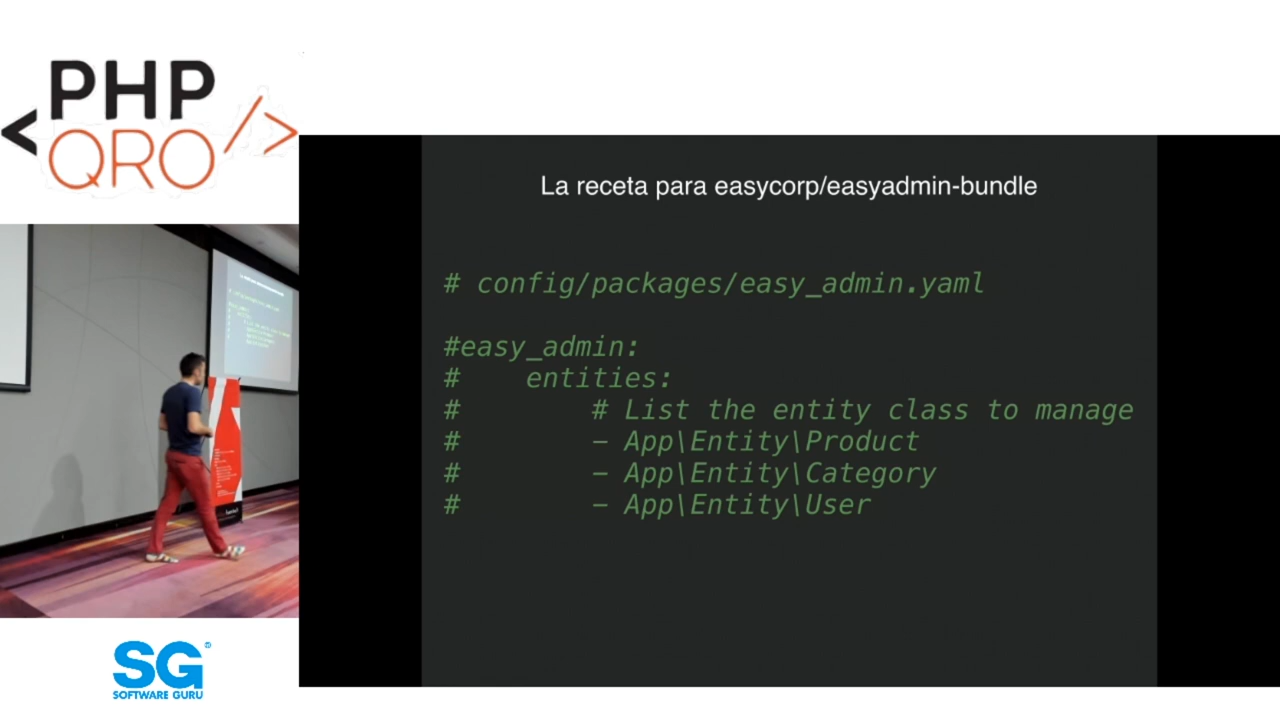 <PHP
QRO/>
La receta para easycorp/easyadmin-bundle
# config/packages/easy_admin.yaml
#easy_admin:
#    entities:
#        # List the entity class to manage
#        - App\Entity\Product
#        - App\Entity\Category
#        - App\Entity\User
SG®
SOFTWARE GURU